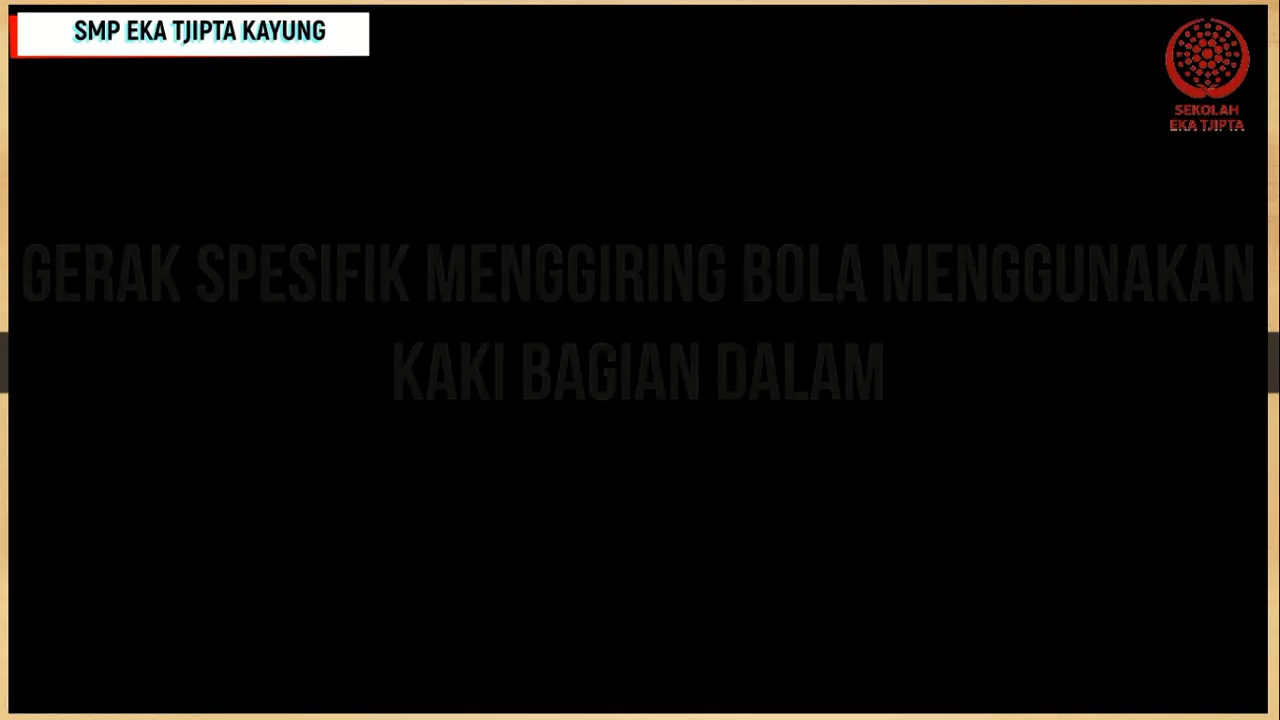 SMP EKA TJIPTA KAYUNG
SEKOLAH
EKA TJIPTA
GERAK SPESIFIK MENGGIRING BOLA MENGGUNAKAN
KAKI BAGIAN DALAM